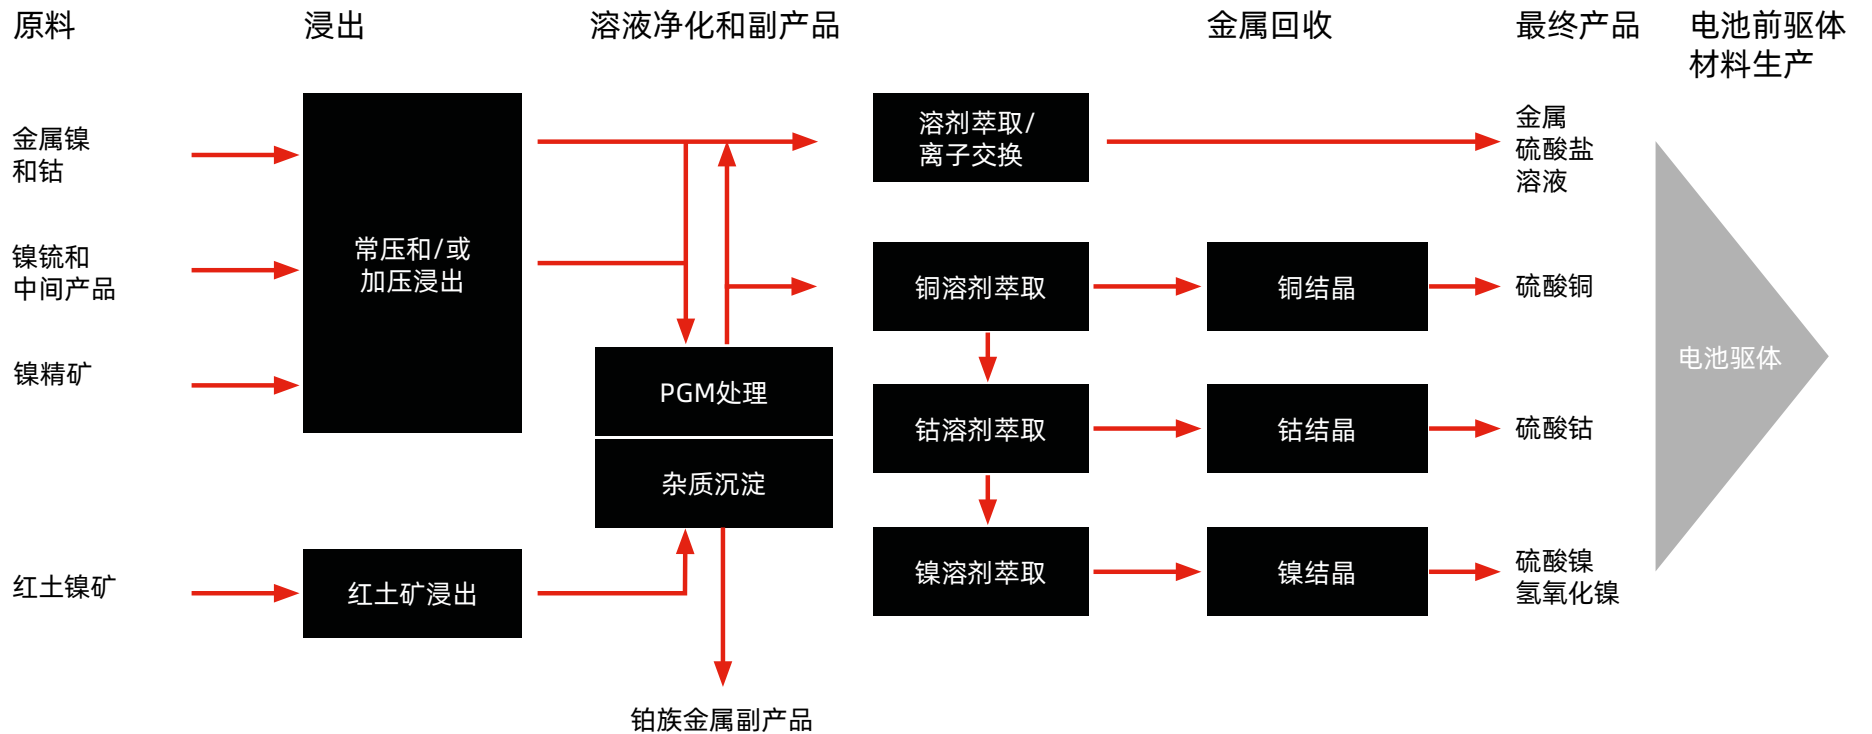 原料
浸出
溶液净化和副产品
金属回收
最终产品
电池前驱体
材料生产
金属镍
和钴
镍锍和
中间产品
镍精矿
红土镍矿
常压和/或
加压浸出
红土矿浸出
PGM处理
杂质沉淀
铂族金属副产品
溶剂萃取/
离子交换
铜溶剂萃取
钴溶剂萃取
镍溶剂萃取
铜结晶
钴结晶
镍结晶
金属
硫酸盐
溶液
硫酸铜
硫酸钴
硫酸镍
氢氧化镍
电池驱体